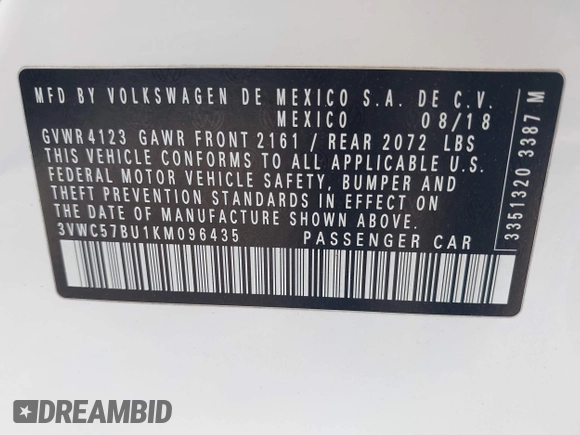 MFD BY VOLKSWAGEN DE MEXICO S.A. DE C.V.
MEXICO 08/18
GVWR 4123 GAWR FRONT 2161 / REAR 2072 LBS
THIS VEHICLE CONFORMS TO ALL APPLICABLE U.S.
FEDERAL MOTOR VEHICLE SAFETY, BUMPER AND
THEFT PREVENTION STANDARDS IN EFFECT ON
THE DATE OF MANUFACTURE SHOWN ABOVE.
3VWC57BU1KM096435 PASSENGER CAR
3351320 3387 M
DREAMBID